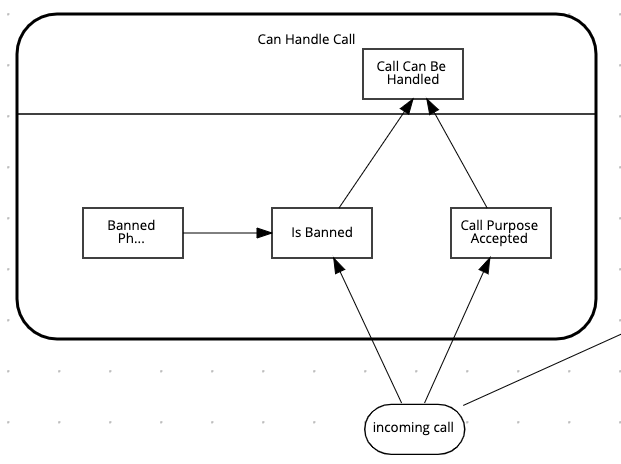 Can Handle Call
Call Can Be
Handled
Banned
Ph...
Is Banned
Call Purpose
Accepted
incoming call